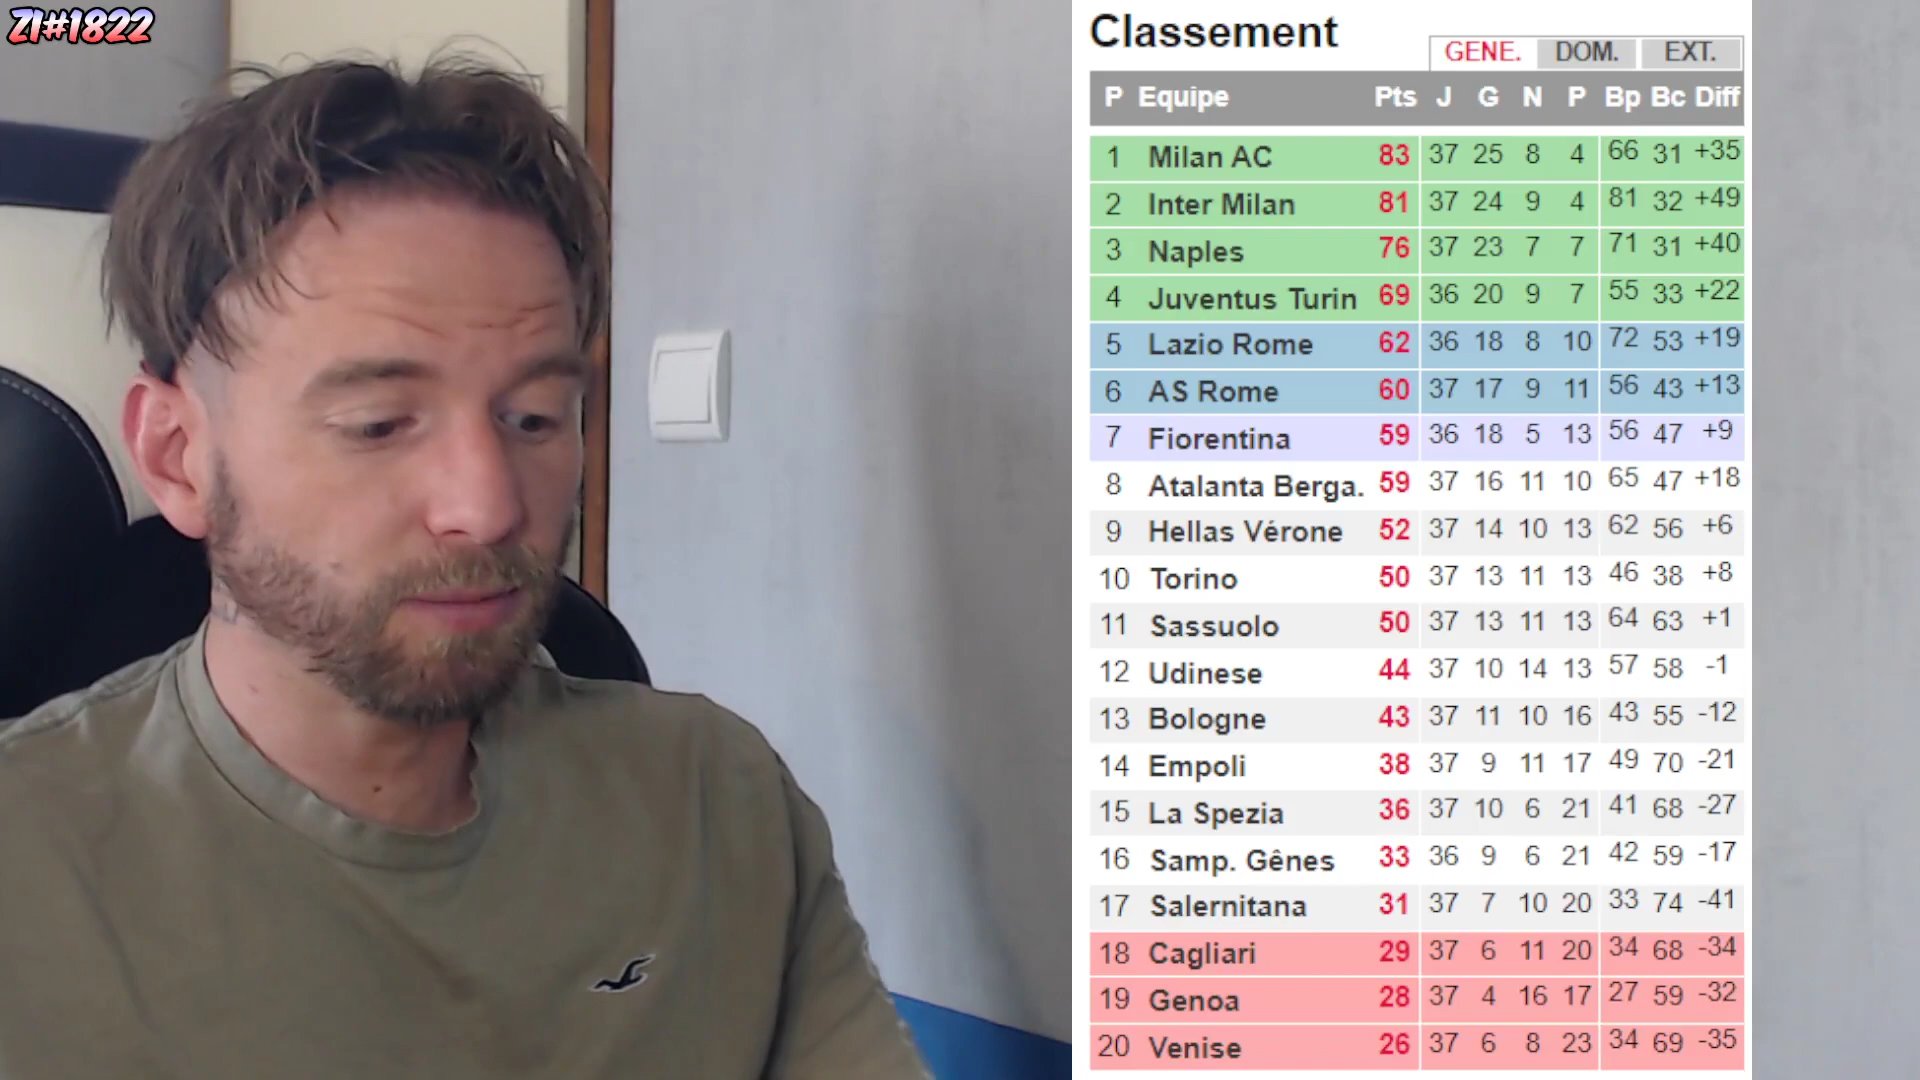 ZI#1822
Classement
GENE. DOM. EXT.
P Equipe Pts J G N P Bp Bc Diff
1 Milan AC 83 37 25 8 4 66 31 +35
2 Inter Milan 81 37 24 9 4 81 32 +49
3 Naples 76 37 23 7 7 71 31 +40
4 Juventus Turin 69 36 20 9 7 55 33 +22
5 Lazio Rome 62 36 18 8 10 72 53 +19
6 AS Rome 60 37 17 9 11 56 43 +13
7 Fiorentina 59 36 18 5 13 56 47 +9
8 Atalanta Berga. 59 37 16 11 10 65 47 +18
9 Hellas Vérone 52 37 14 10 13 62 56 +6
10 Torino 50 37 13 11 13 46 38 +8
11 Sassuolo 50 37 13 11 13 64 63 +1
12 Udinese 44 37 10 14 13 57 58 -1
13 Bologne 43 37 11 10 16 43 55 -12
14 Empoli 38 37 9 11 17 49 70 -21
15 La Spezia 36 37 10 6 21 41 68 -27
16 Samp. Gênes 33 36 9 6 21 42 59 -17
17 Salernitana 31 37 7 10 20 33 74 -41
18 Cagliari 29 37 6 11 20 34 68 -34
19 Genoa 28 37 4 16 17 27 59 -32
20 Venise 26 37 6 8 23 34 69 -35